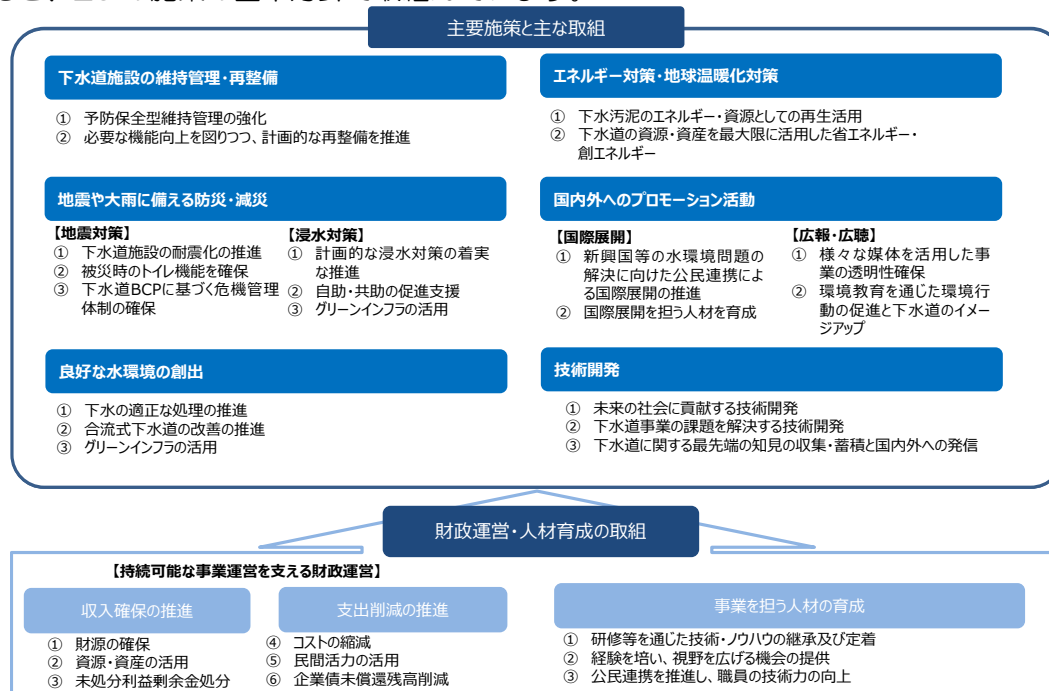 主要施策と主な取組
下水道施設の維持管理・再整備
① 予防保全型維持管理の強化
② 必要な機能向上を図りつつ、計画的な再整備を推進
地震や大雨に備える防災・減災
【地震対策】
① 下水道施設の耐震化の推進
② 被災時のトイレ機能を確保
③ 下水道BCPに基づく危機管理
体制の確保
【浸水対策】
① 計画的な浸水対策の着実
な推進
② 自助・共助の促進支援
③ グリーンインフラの活用
良好な水環境の創出
① 下水の適正な処理の推進
② 合流式下水道の改善の推進
③ グリーンインフラの活用
エネルギー対策・地球温暖化対策
① 下水汚泥のエネルギー・資源としての再生活用
② 下水道の資源・資産を最大限に活用した省エネルギー・
創エネルギー
国内外へのプロモーション活動
【国際展開】
① 新興国等の水環境問題の
解決に向けた公民連携によ
る国際展開の推進
② 国際展開を担う人材を育成
【広報・広聴】
① 様々な媒体を活用した事
業の透明性確保
② 環境教育を通じた環境行
動の促進と下水道のイメー
ジアップ
技術開発
① 未来の社会に貢献する技術開発
② 下水道事業の課題を解決する技術開発
③ 下水道に関する最先端の知見の収集・蓄積と国内外への発信
財政運営・人材育成の取組
【持続可能な事業運営を支える財政運営】
収入確保の推進
① 財源の確保
② 資源・資産の活用
③ 未処分利益剰余金処分
支出削減の推進
④ コストの縮減
⑤ 民間活力の活用
⑥ 企業債未償還残高削減
事業を担う人材の育成
① 研修等を通じた技術・ノウハウの継承及び定着
② 経験を培い、視野を広げる機会の提供
③ 公民連携を推進し、職員の技術力の向上